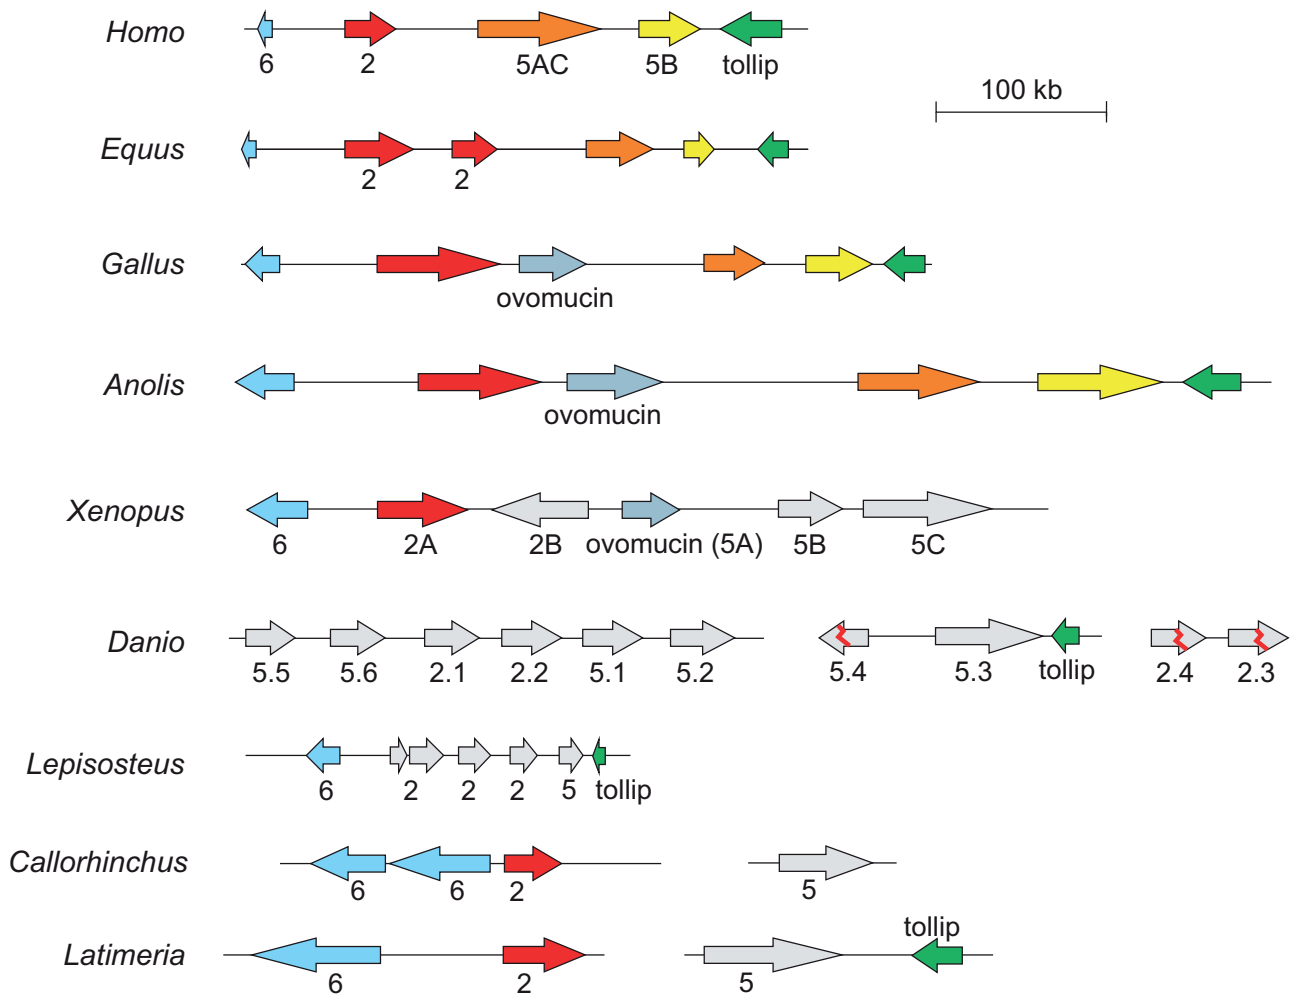 Homo
6 2 5AC 5B tollip
100 kb
Equus
2 2
Gallus
ovomucin
Anolis
ovomucin
Xenopus
6 2A 2B ovomucin (5A) 5B 5C
Danio
5.5 5.6 2.1 2.2 5.1 5.2 5.4 5.3 tollip 2.4 2.3
Lepisosteus
6 2 2 2 5 tollip
Callorhinchus
6 6 2 5
tollip
Latimeria
6 2 5